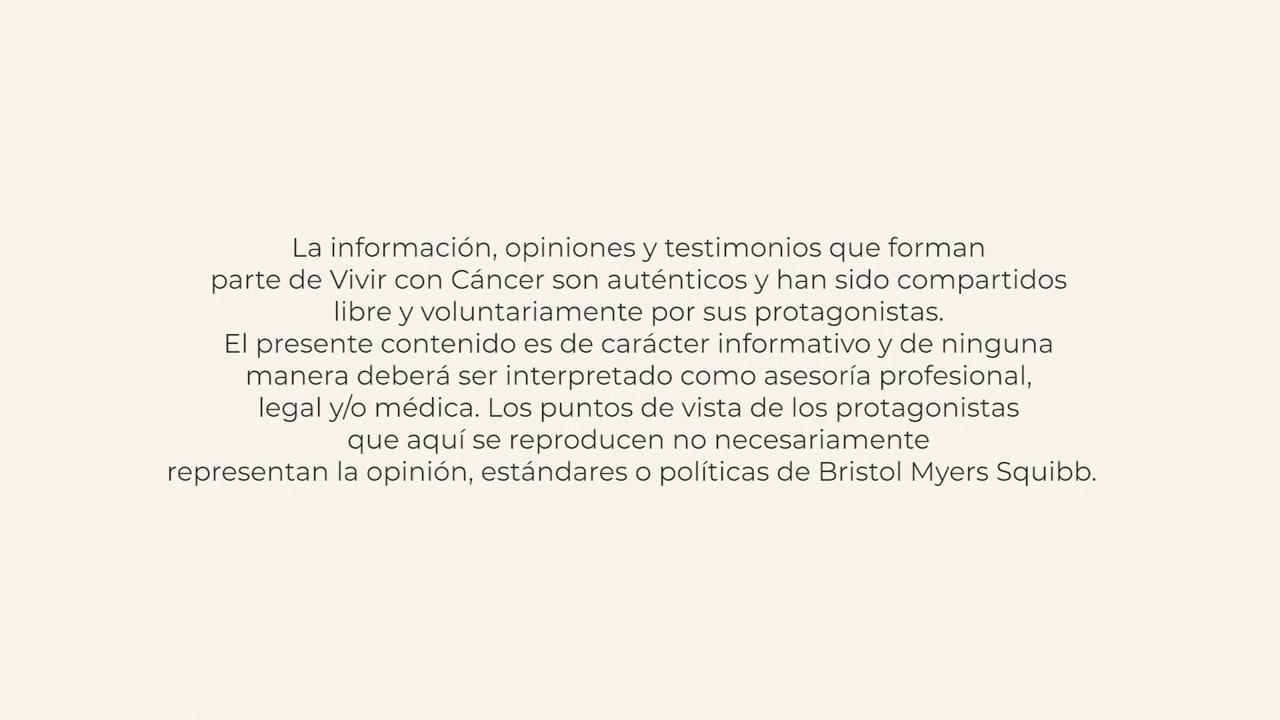 La información, opiniones y testimonios que forman
parte de Vivir con Cáncer son auténticos y han sido compartidos
libre y voluntariamente por sus protagonistas.
El presente contenido es de carácter informativo y de ninguna
manera deberá ser interpretado como asesoría profesional,
legal y/o médica. Los puntos de vista de los protagonistas
que aquí se reproducen no necesariamente
representan la opinión, estándares o políticas de Bristol Myers Squibb.